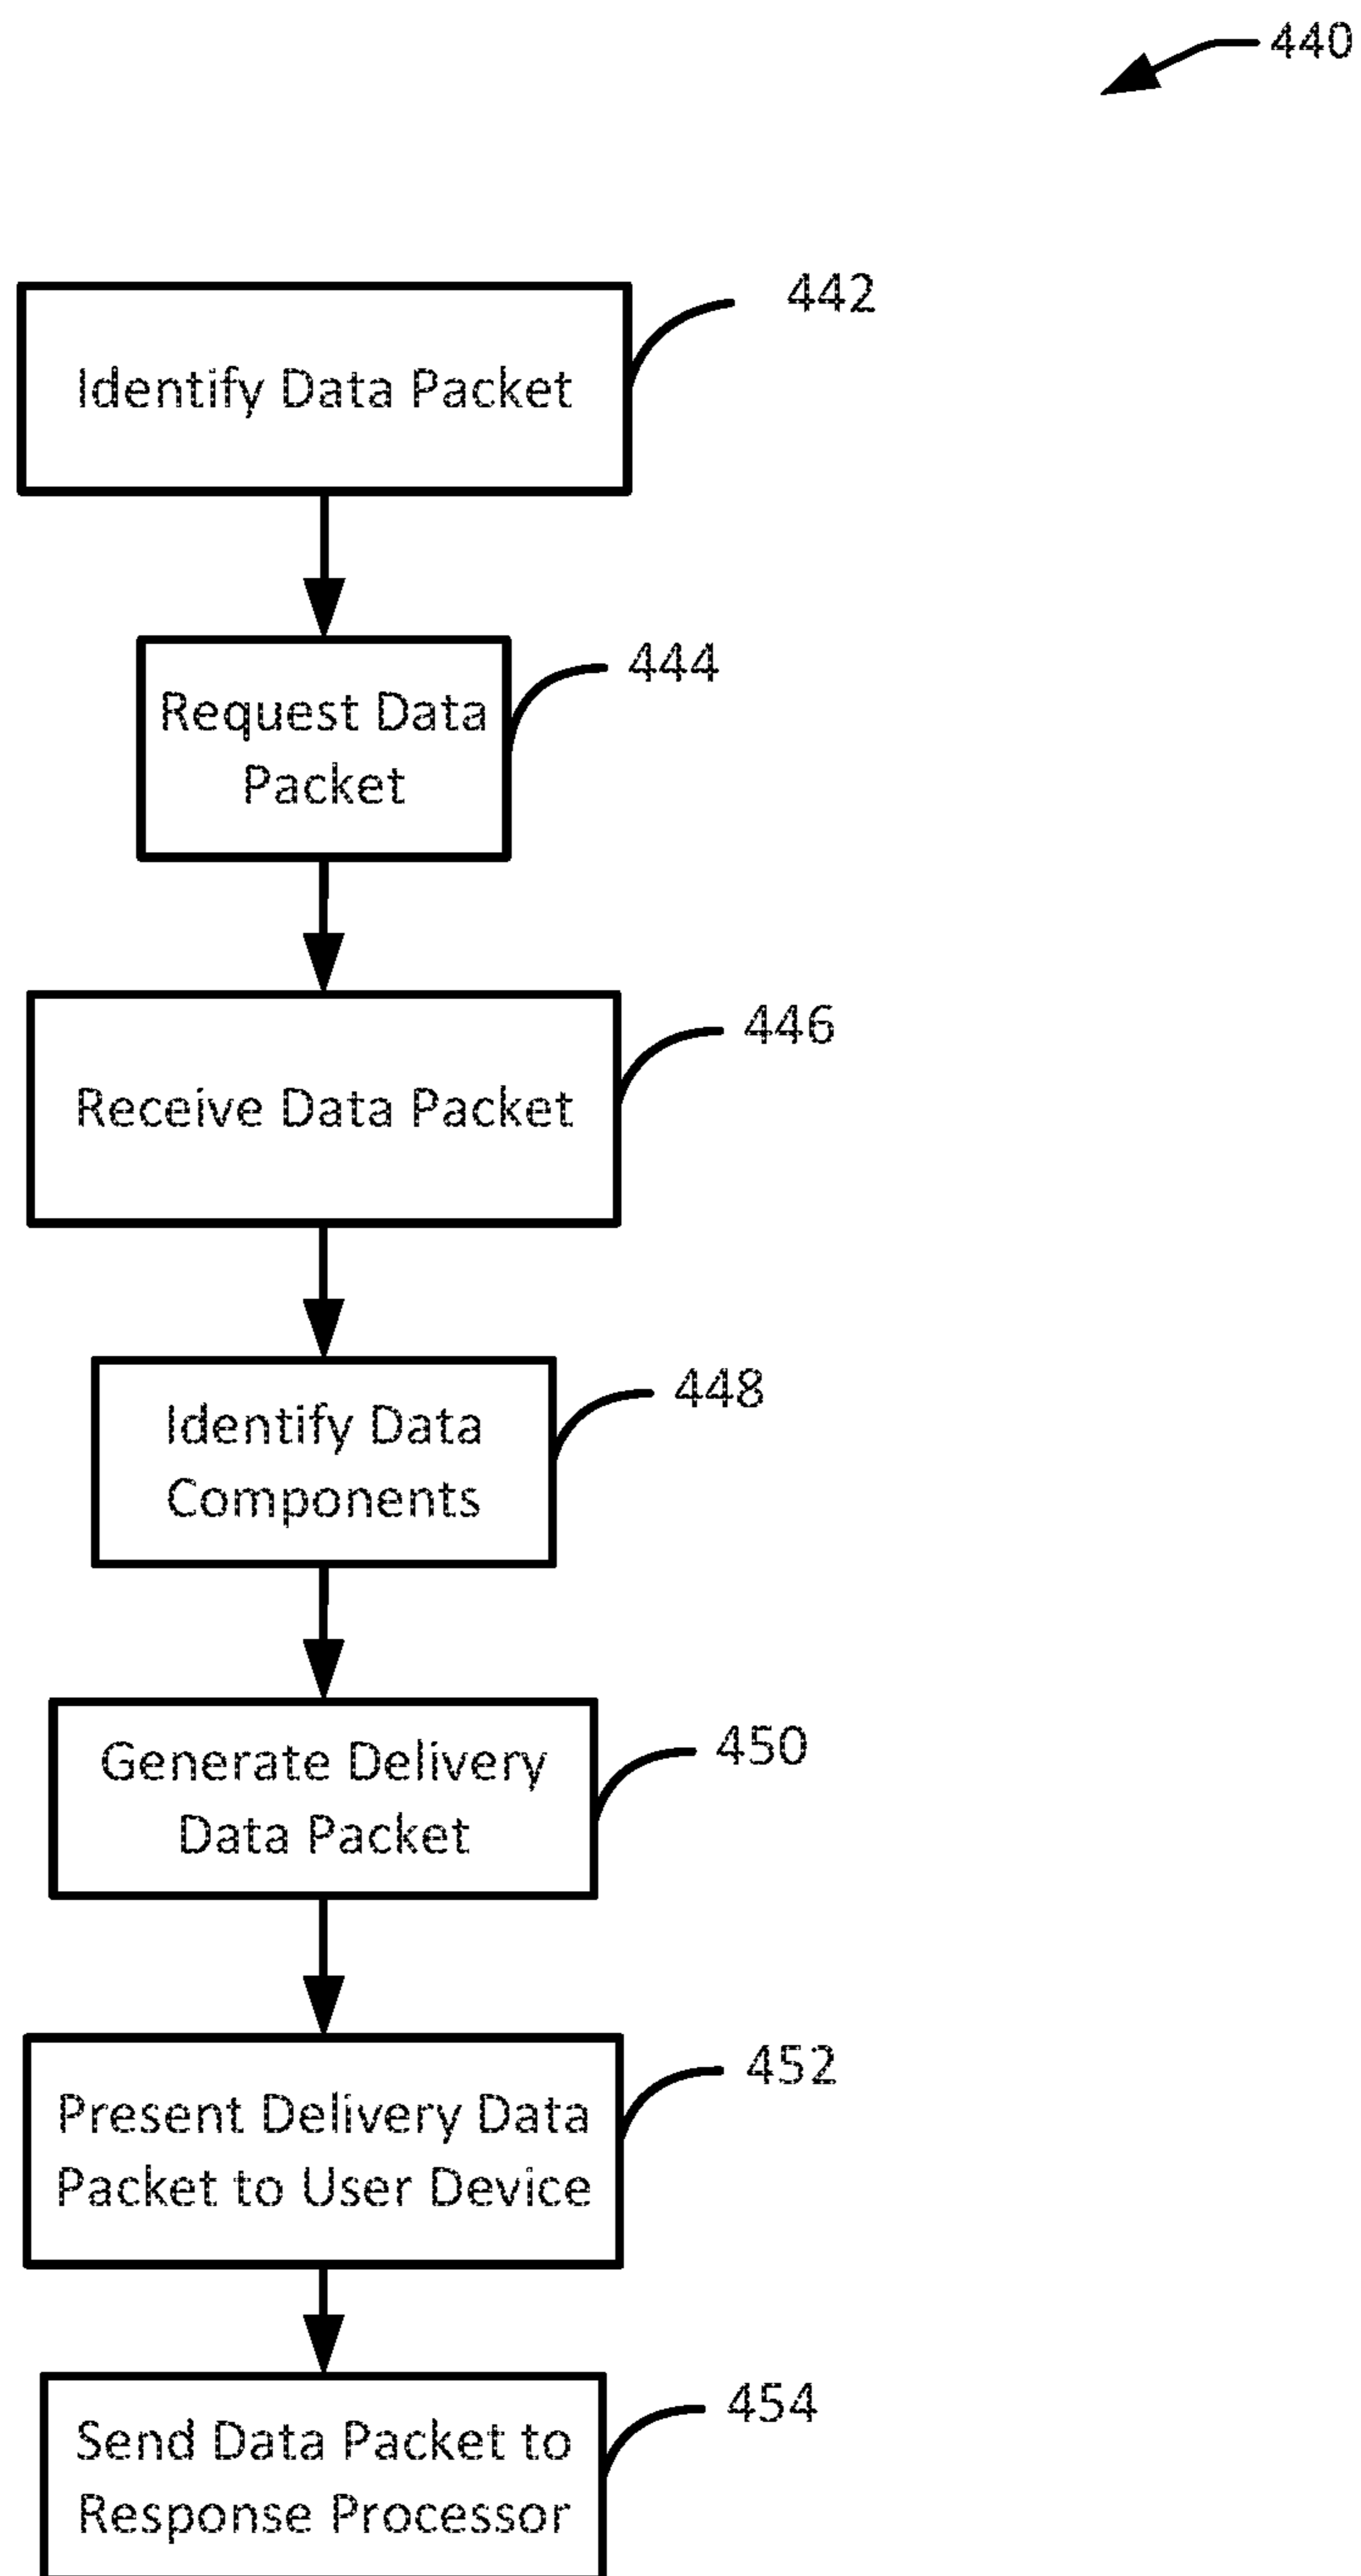 440
442
Identify Data Packet
444
Request Data
Packet
446
Receive Data Packet
448
Identify Data
Components
450
Generate Delivery
Data Packet
452
Present Delivery Data
Packet to User Device
454
Send Data Packet to
Response Processor